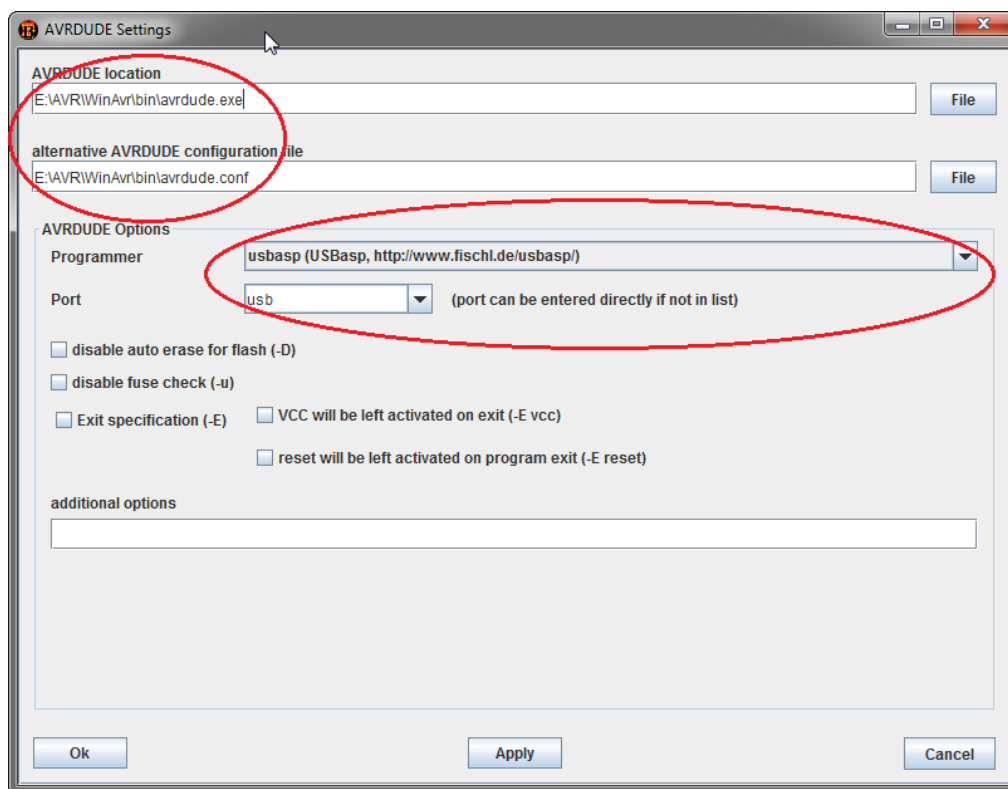 AVRDUDE Settings
AVRDUDE location
E:\AVR\WinAvr\bin\avrdude.exe
File
alternative AVRDUDE configuration file
E:\AVR\WinAvr\bin\avrdude.conf
File
AVRDUDE Options
Programmer
usbasp (USBasp, http://www.fischl.de/usbasp/)
Port
usb
(port can be entered directly if not in list)
disable auto erase for flash (-D)
disable fuse check (-u)
Exit specification (-E)
VCC will be left activated on exit (-E vcc)
reset will be left activated on program exit (-E reset)
additional options
Ok
Apply
Cancel